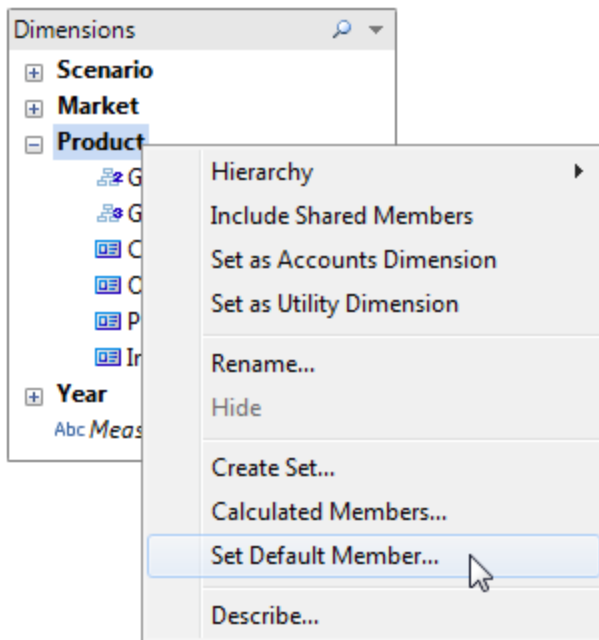 Dimensions
Scenario
Market
Product
Hierarchy
Include Shared Members
Set as Accounts Dimension
Set as Utility Dimension
Rename...
Hide
Year
Abc
Create Set...
Calculated Members...
Set Default Member...
Describe...